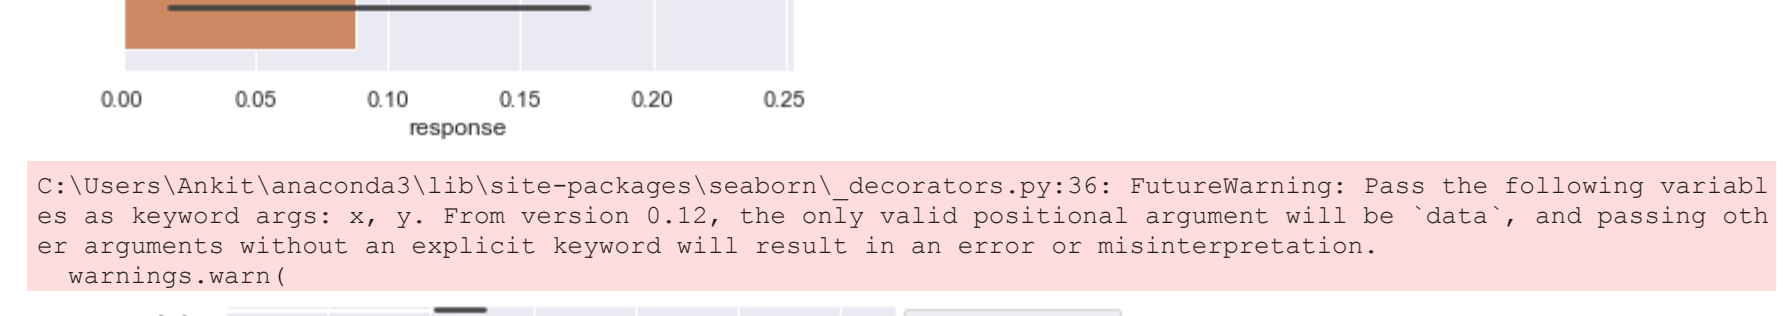 0.00 0.05 0.10 0.15 0.20 0.25
response
C:\Users\Ankit\anaconda3\lib\site-packages\seaborn\_decorators.py:36: FutureWarning: Pass the following variabl
es as keyword args: x, y. From version 0.12, the only valid positional argument will be `data`, and passing oth
er arguments without an explicit keyword will result in an error or misinterpretation.
  warnings.warn(